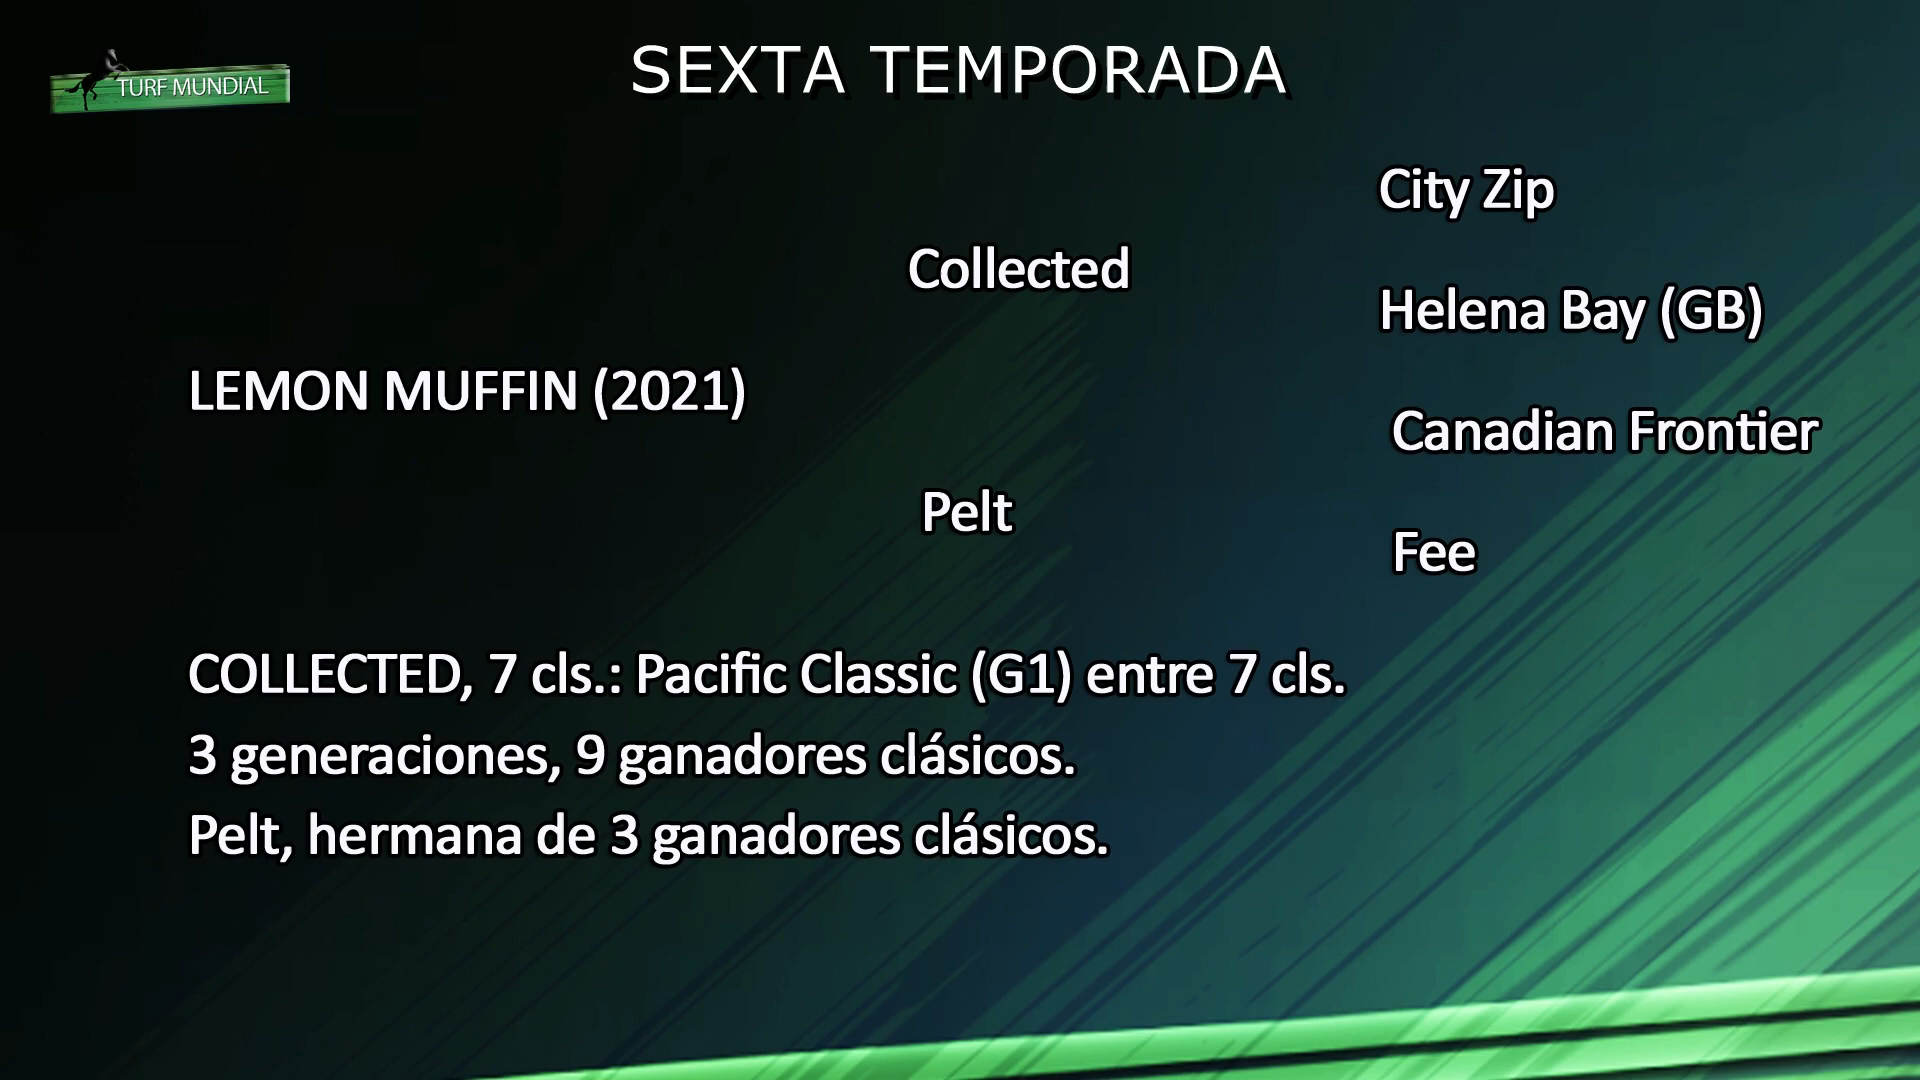 TURF MUNDIAL
SEXTA TEMPORADA
City Zip
Collected
Helena Bay (GB)
LEMON MUFFIN (2021)
Canadian Frontier
Pelt
Fee
COLLECTED, 7 cls.: Pacific Classic (G1) entre 7 cls.
3 generaciones, 9 ganadores clásicos.
Pelt, hermana de 3 ganadores clásicos.